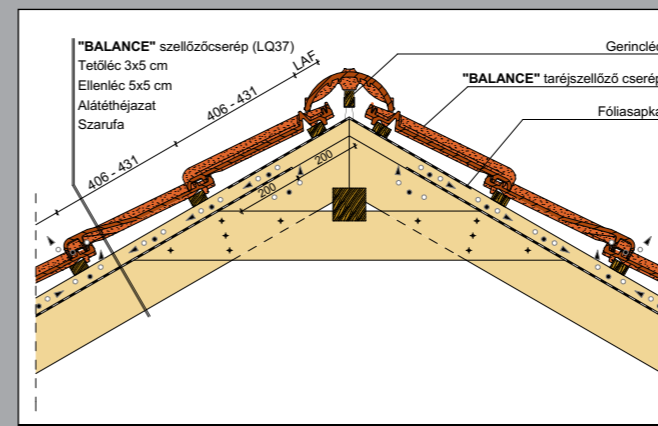 "BALANCE" szellőzőcserép (LQ37)
Tetőléc 3x5 cm
Ellenléc 5x5 cm
Alátéthéjazat
Szarufa
LAF
406 - 431
406 - 431
200
200
Gerincléc
"BALANCE" taréjszellőző cserép
Fóliasapka